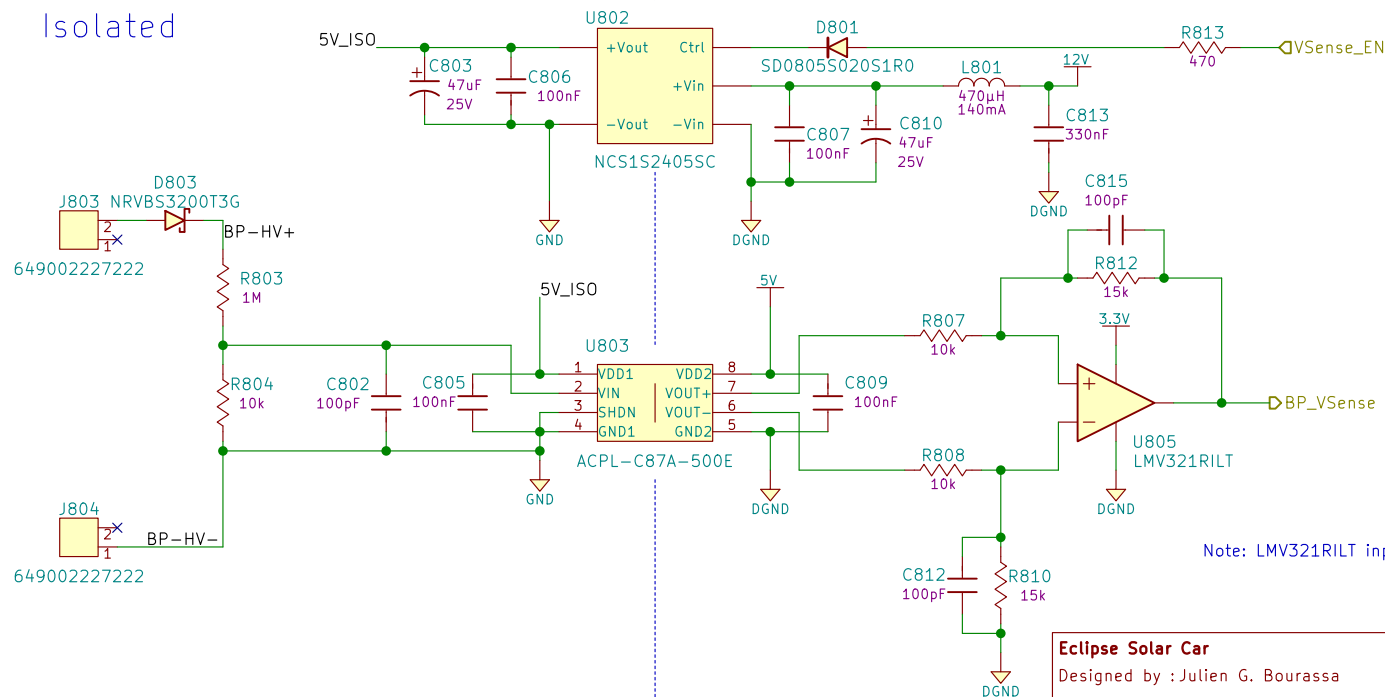 Isolated
U802
5V_ISO
+Vout
Ctrl
+Vin
-Vout
-Vin
NCS1S2405SC
C803
47uF
25V
C806
100nF
D801
SD0805S020S1R0
R813
470
VSense_EN
L801
470µH
140mA
12V
C807
100nF
C810
47uF
25V
C813
330nF
GND
DGND
DGND
D803
NRVBS3200T3G
J803
2
1
649002227222
BP-HV+
R803
1M
R804
10k
C802
100pF
C805
100nF
5V_ISO
U803
1
2
3
4
VDD1
VIN
SHDN
GND1
VDD2
VOUT+
VOUT-
GND2
8
7
6
5
ACPL-C87A-500E
GND
5V
C809
100nF
DGND
R807
10k
R808
10k
C815
100pF
R812
15k
3.3V
+
-
U805
LMV321RILT
DGND
BP_VSense
J804
2
1
649002227222
BP-HV-
C812
100pF
R810
15k
DGND
Note: LMV321RILT inp
Eclipse Solar Car
Designed by :Julien G. Bourassa